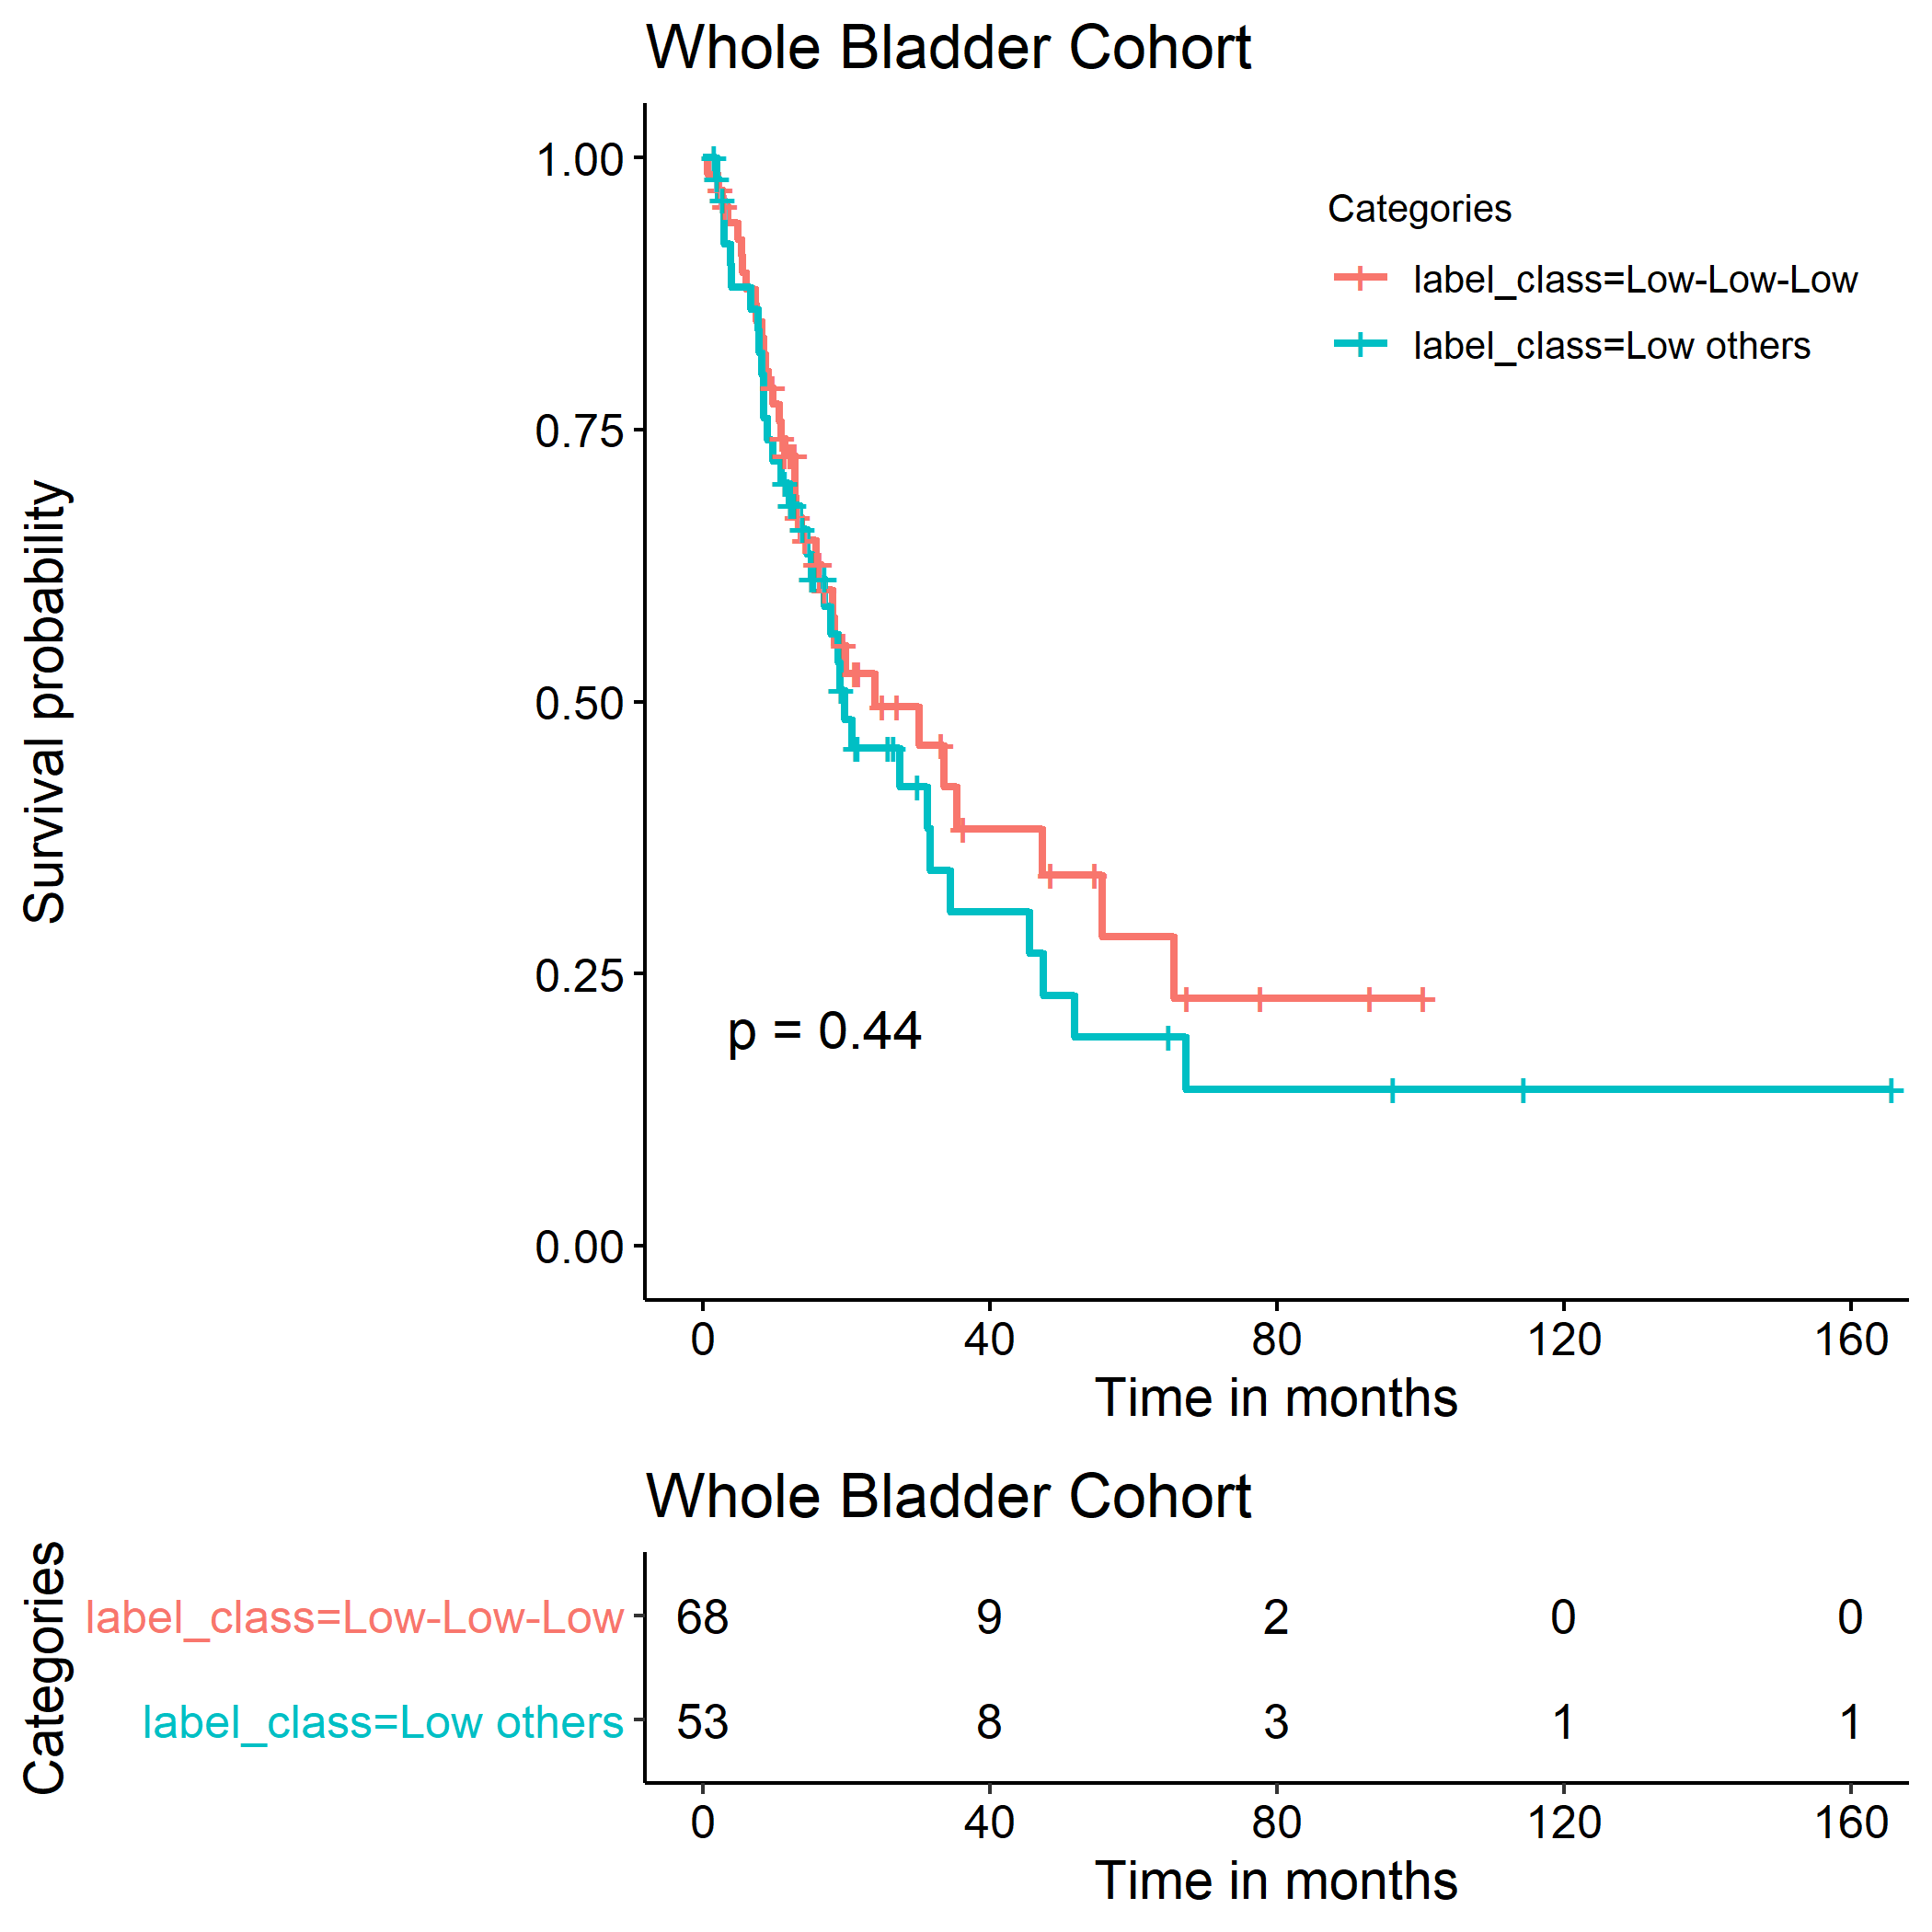 Whole Bladder Cohort
Survival probability
1.00
0.75
0.50
0.25
0.00
Categories
label_class=Low-Low-Low
label_class=Low others
p = 0.44
0 40 80 120 160
Time in months
Whole Bladder Cohort
Categories
label_class=Low-Low-Low 68 9 2 0 0
label_class=Low others 53 8 3 1 1
0 40 80 120 160
Time in months